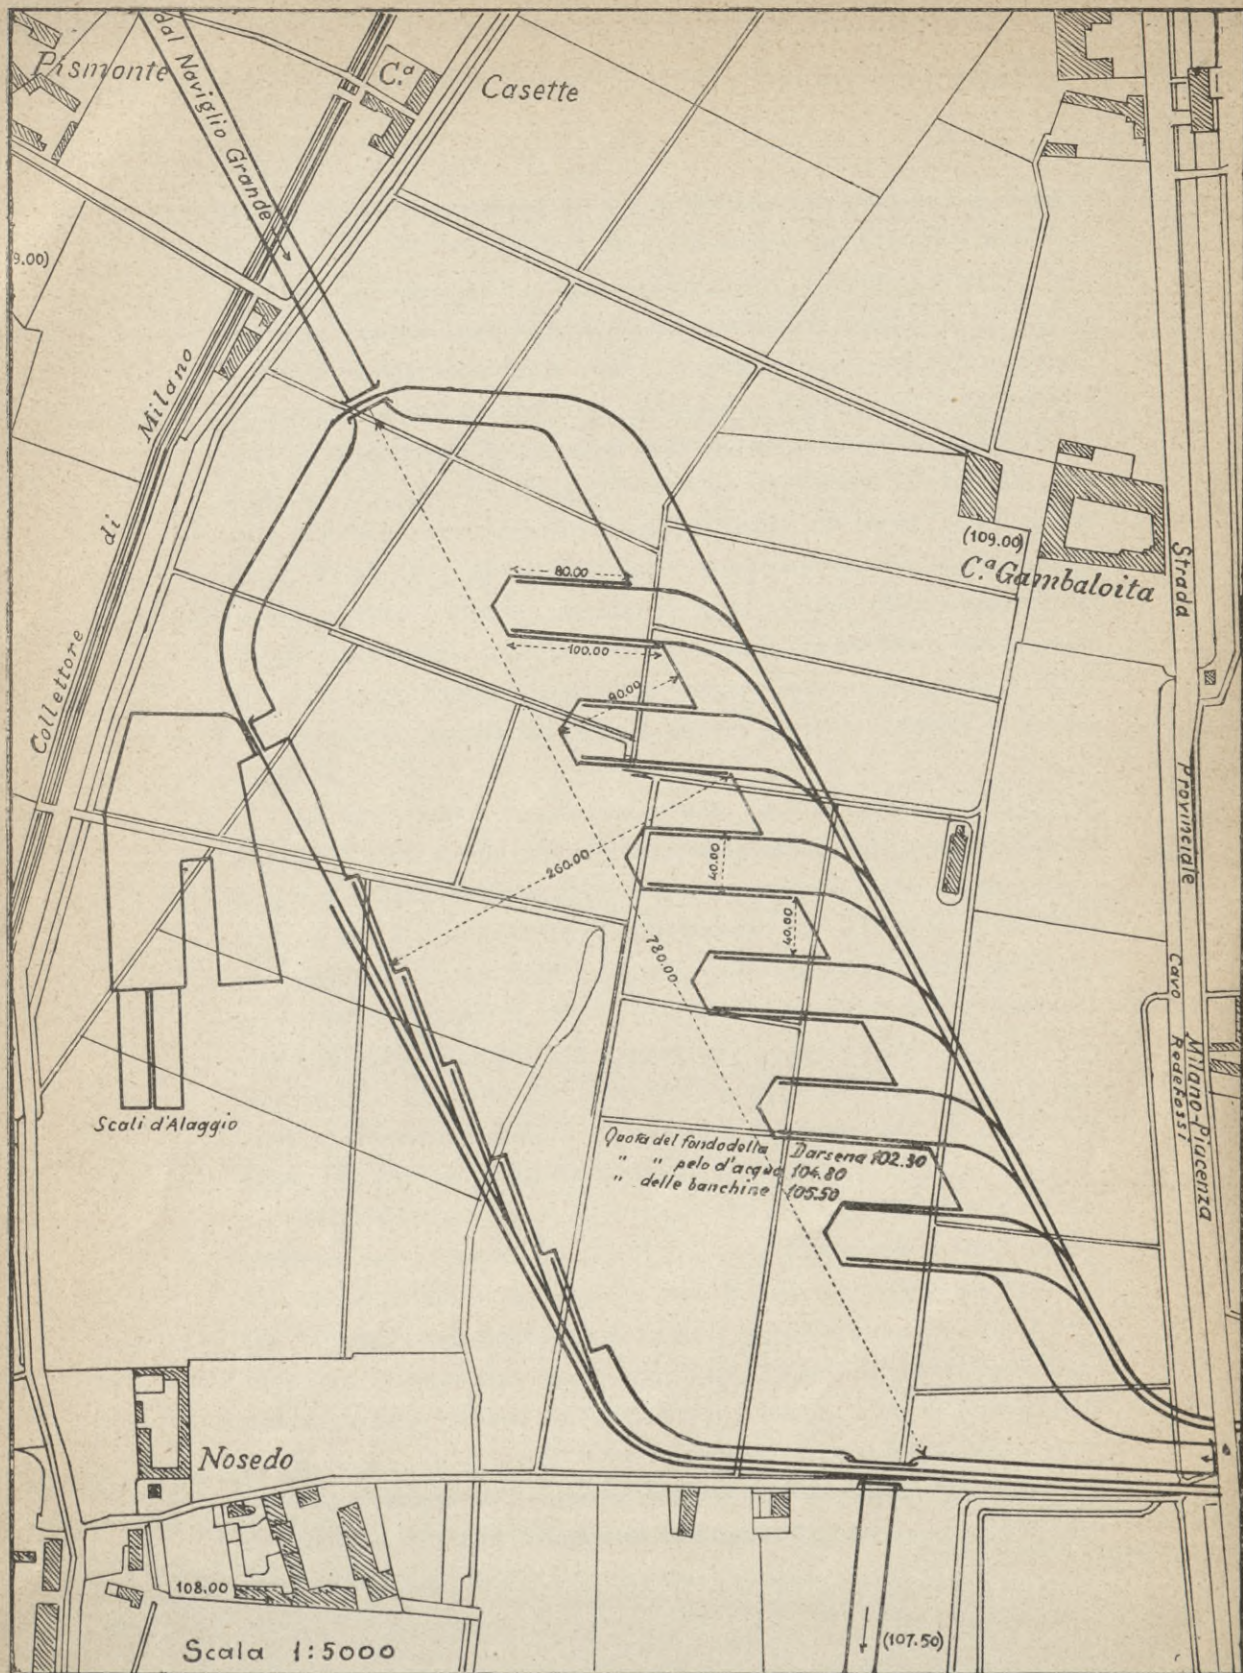 Pismonte
dal Naviglio Grande
C.ª
Casette
9.00)
Collettore di Milano
(109.00)
C.ª Gambaloita
Strada Provinciale Milano-Piacenza
Cavo Redefossi
80.00
100.00
90.00
260.00
780.00
40.00
40.00
Scali d'Alaggio
Quota del fondo della Darsena 102.30
" " pelo d'acqua 104.80
" delle banchine 105.50
Nosedo
108.00
(107.50)
Scala 1:5000